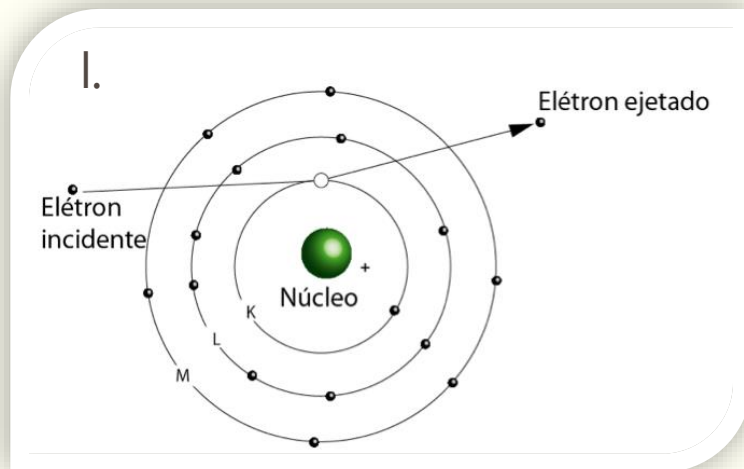 I.
Elétron ejetado
Elétron
incidente
+
Núcleo
K
L
M